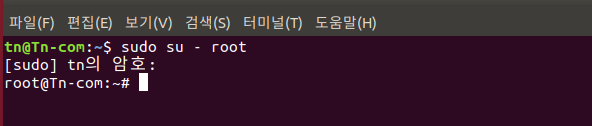 파일(F) 편집(E) 보기(V) 검색(S) 터미널(T) 도움말(H)
tn@Tn-com:~$ sudo su - root
[sudo] tn의 암호:
root@Tn-com:~#